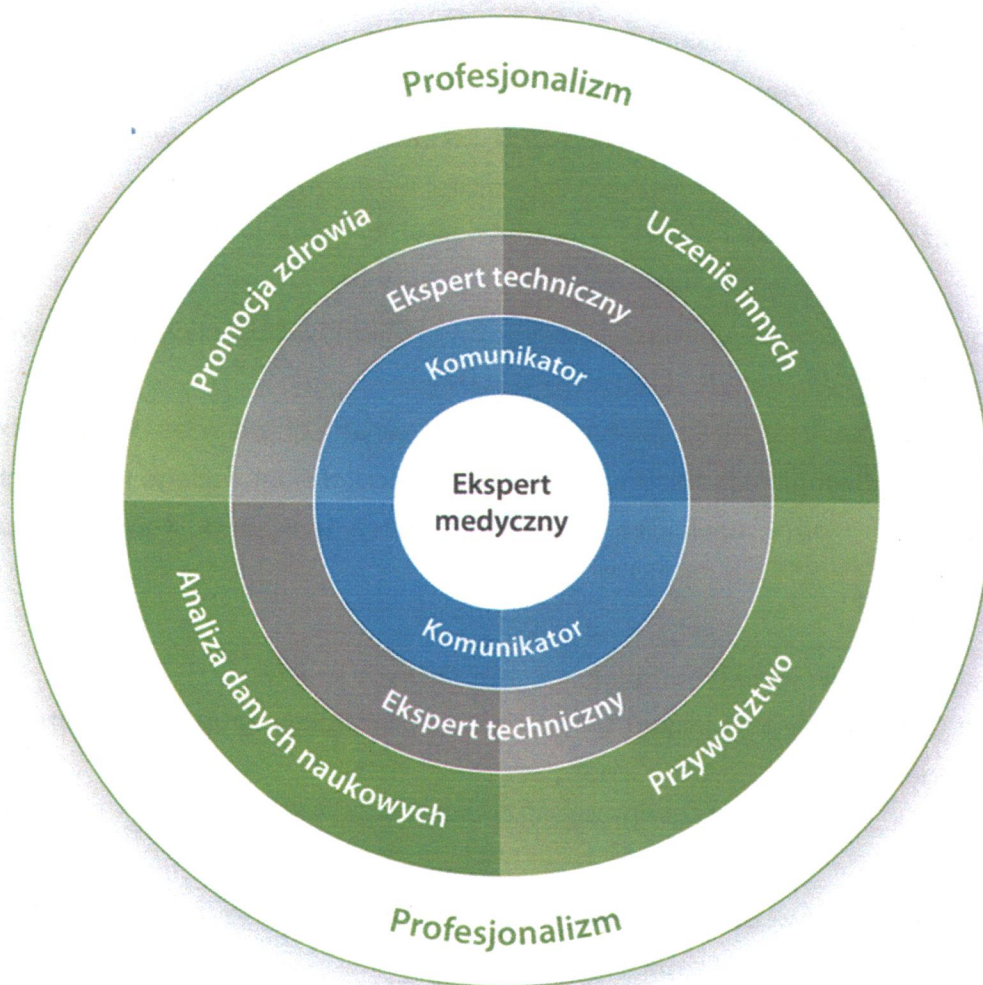 Profesjonalizm
Promocja zdrowia
Uczenie innych
Ekspert techniczny
Komunikator
Ekspert
medyczny
Komunikator
Ekspert techniczny
Analiza danych naukowych
Przywództwo
Profesjonalizm